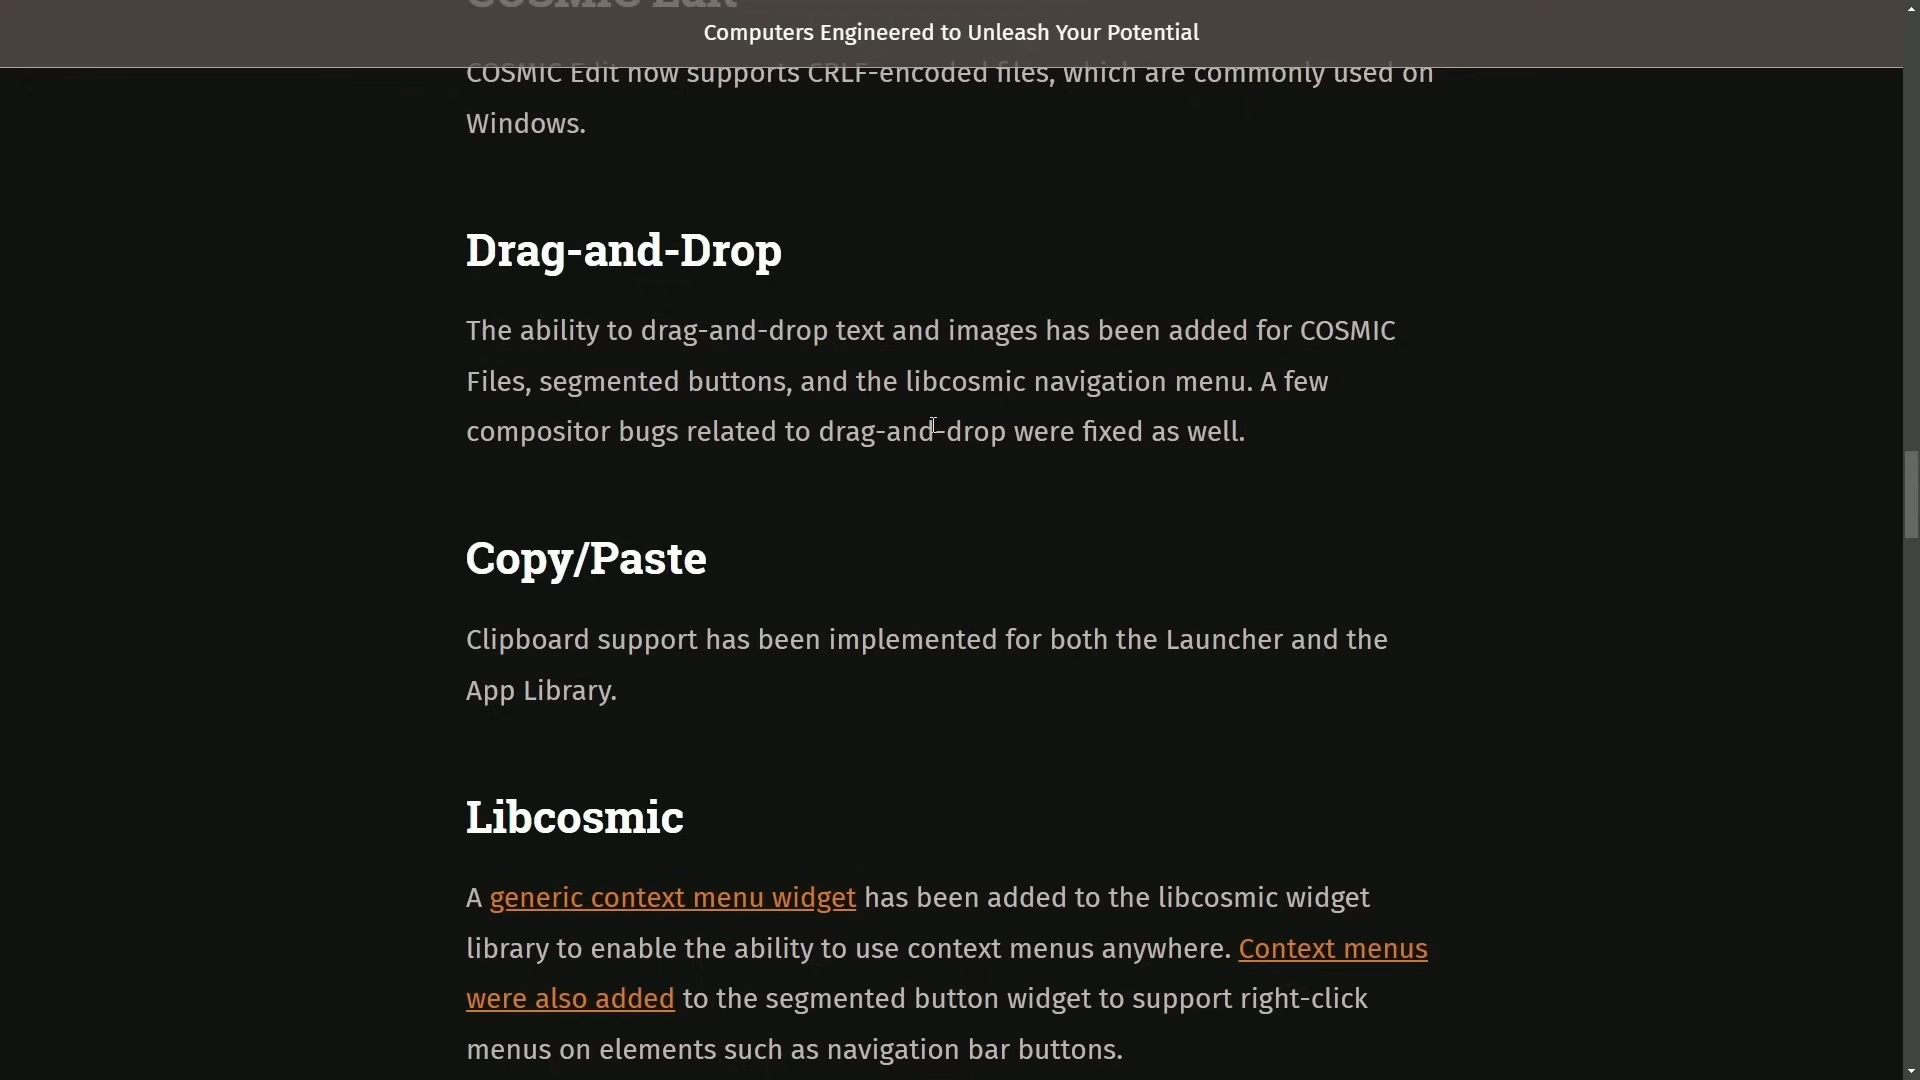 COSMIC Edit
Computers Engineered to Unleash Your Potential
COSMIC Edit now supports CRLF-encoded files, which are commonly used on
Windows.
Drag-and-Drop
The ability to drag-and-drop text and images has been added for COSMIC
Files, segmented buttons, and the libcosmic navigation menu. A few
compositor bugs related to drag-and-drop were fixed as well.
Copy/Paste
Clipboard support has been implemented for both the Launcher and the
App Library.
Libcosmic
A generic context menu widget has been added to the libcosmic widget
library to enable the ability to use context menus anywhere. Context menus
were also added to the segmented button widget to support right-click
menus on elements such as navigation bar buttons.